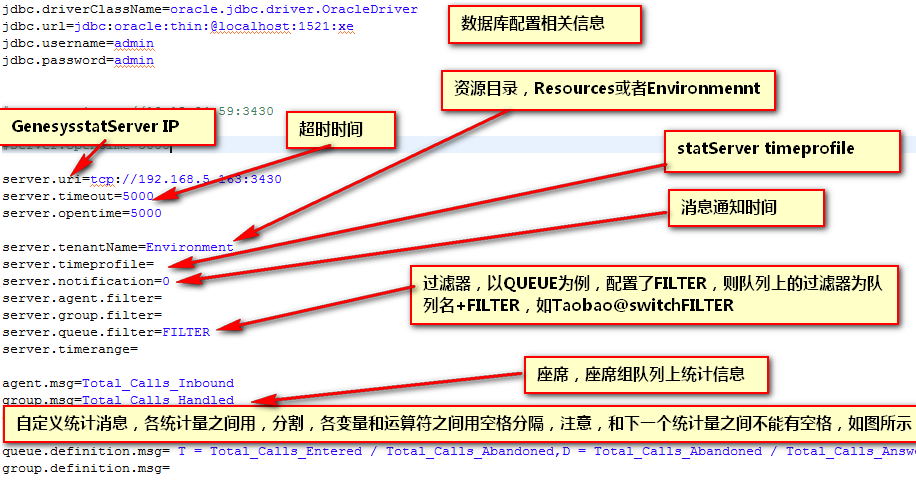 jdbc.driverClassName=oracle.jdbc.driver.OracleDriver
jdbc.url=jdbc:oracle:thin:@localhost:1521:xe
jdbc.username=admin
jdbc.password=admin
数据库配置相关信息
资源目录，Resources或者Environmennt
59:3430
GenesysstatServer IP
超时时间
statServer timeprofile
server.uri=tcp://192.168.5.163:3430
server.timeout=5000
server.opentime=5000
消息通知时间
server.tenantName=Environment
server.timeprofile=
server.notification=0
server.agent.filter=
server.group.filter=
server.queue.filter=FILTER
server.timerange=
过滤器，以QUEUE为例，配置了FILTER，则队列上的过滤器为队
列名+FILTER，如Taobao@switchFILTER
座席，座席组队列上统计信息
agent.msg=Total_Calls_Inbound
group.msg=Total_Calls_Handled
自定义统计消息，各统计量之间用，分割，各变量和运算符之间用空格分隔，注意，和下一个统计量之间不能有空格，如图所示
queue.definition.msg= T = Total_Calls_Entered / Total_Calls_Abandoned,D = Total_Calls_Abandoned / Total_Calls_Answe
group.definition.msg=